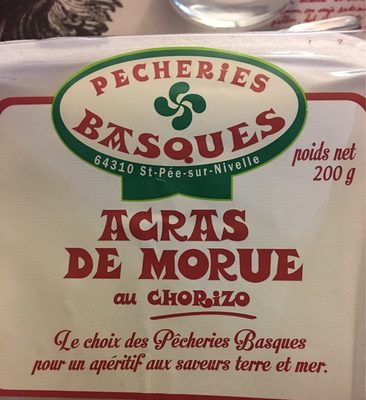 PECHERIES
BASQUES
64310 St-Pée-sur-Nivelle
poids net
200 g
ACRAS
DE MORUE
au CHORIZO
Le choix des Pêcheries Basques
pour un apéritif aux saveurs terre et mer.